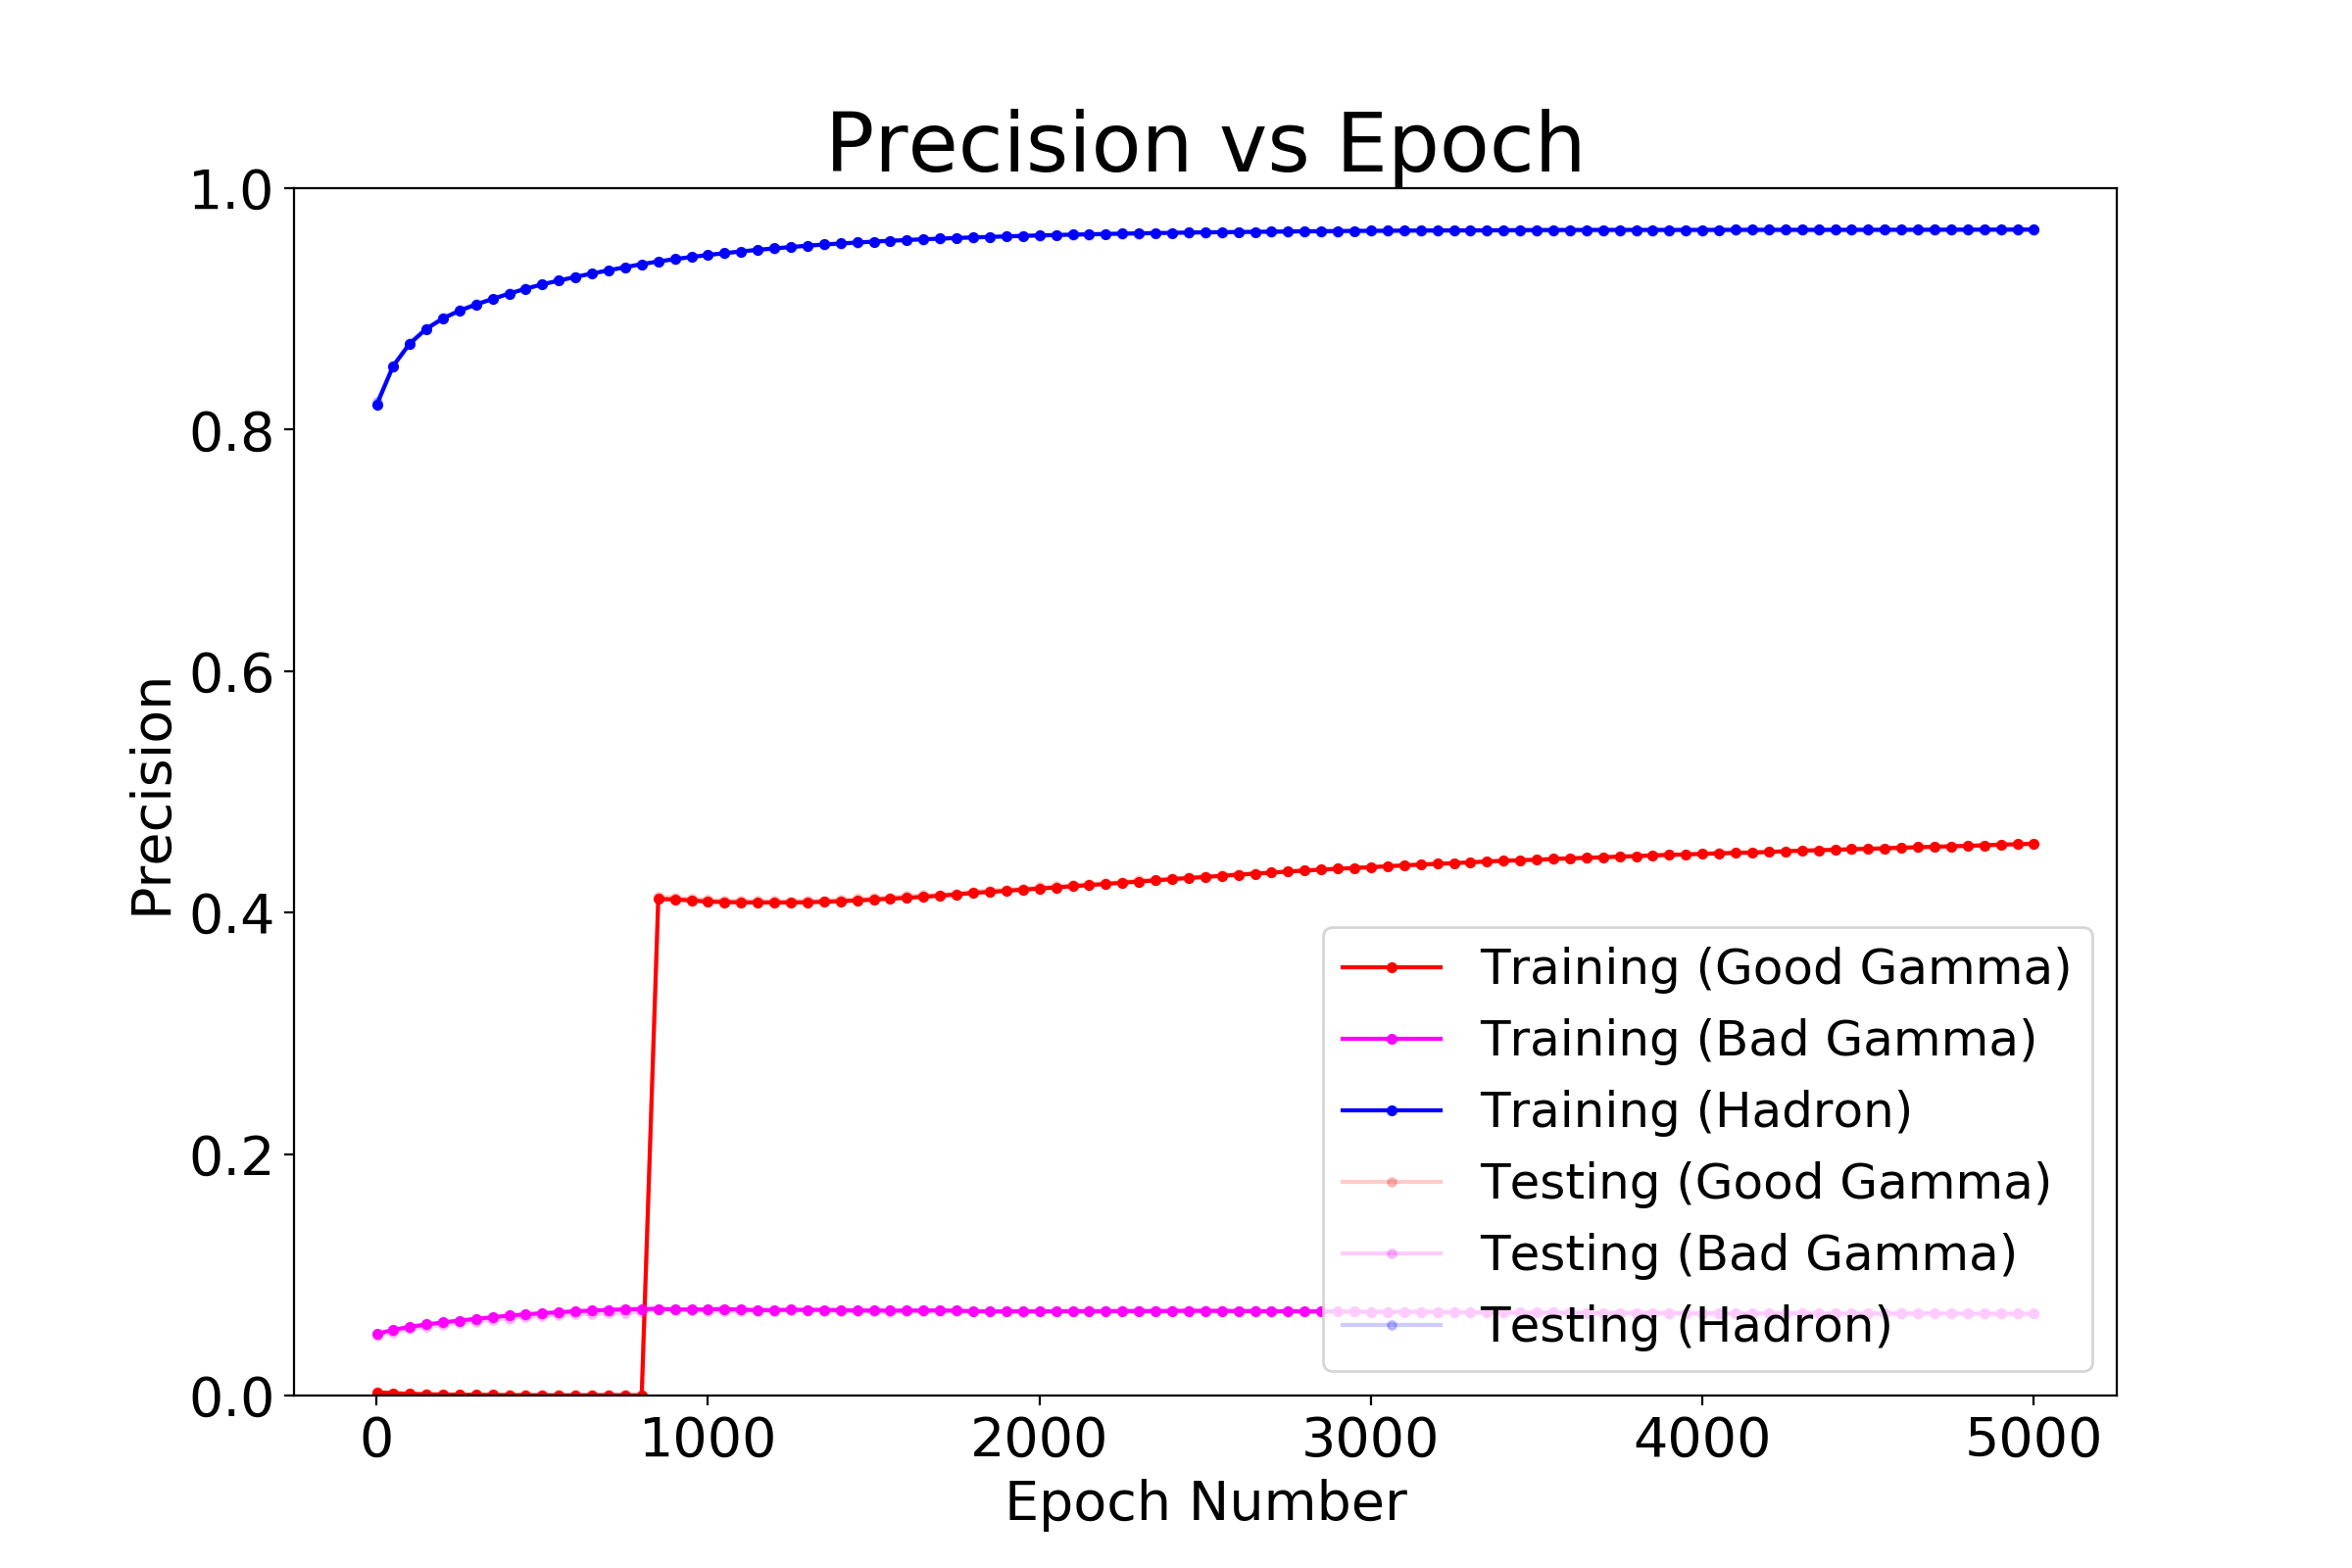 Precision vs Epoch
1.0
0.8
0.6
0.4
0.2
0.0
Precision
Training (Good Gamma)
Training (Bad Gamma)
Training (Hadron)
Testing (Good Gamma)
Testing (Bad Gamma)
Testing (Hadron)
0 1000 2000 3000 4000 5000
Epoch Number